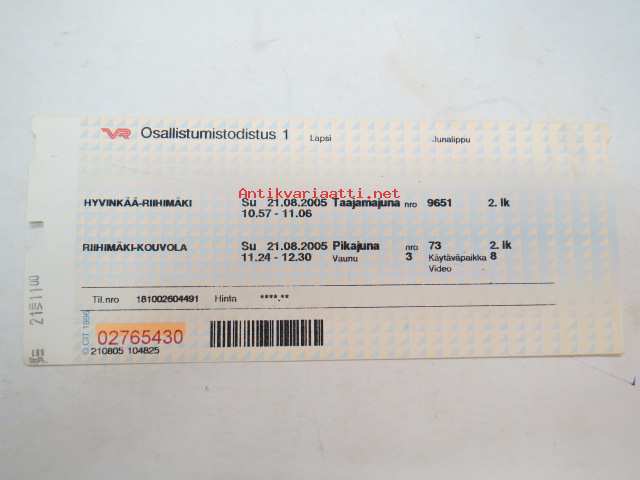 VR Osallistumistodistus 1 Lapsi Junalippu
Antikvariaatti.net
HYVINKÄÄ-RIIHIMÄKI Su 21.08.2005 Taajamajuna nro 9651 2. lk
10.57 - 11.06
RIIHIMÄKI-KOUVOLA Su 21.08.2005 Pikajuna nro 73 2. lk
11.24 - 12.30 Vaunu 3 Käytäväpaikka 8
Video
Til.nro 181002604491 Hinta ****.**
© CIT 1996
02765430
210805 104825